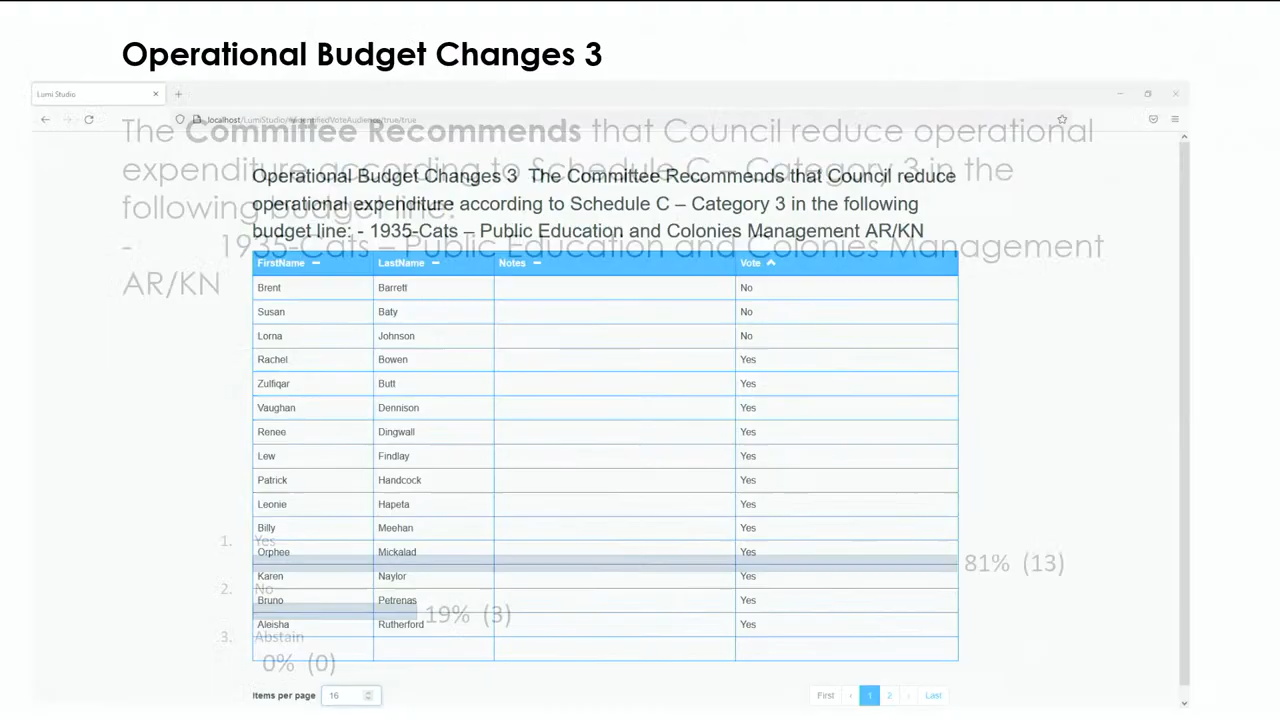 Operational Budget Changes 3
Lumi Studio
localhost/LumiStudio/#IdentifiedVoteAudience/true/true
The Committee Recommends that Council reduce operational
expenditure according to Schedule C – Category 3 in the
following budget line:
- 1935-Cats – Public Education and Colonies Management
AR/KN
Operational Budget Changes 3 The Committee Recommends that Council reduce
operational expenditure according to Schedule C – Category 3 in the following
budget line: - 1935-Cats – Public Education and Colonies Management AR/KN
FirstName LastName Notes Vote
Brent Barrett No
Susan Baty No
Lorna Johnson No
Rachel Bowen Yes
Zulfiqar Butt Yes
Vaughan Dennison Yes
Renee Dingwall Yes
Lew Findlay Yes
Patrick Handcock Yes
Leonie Hapeta Yes
Billy Meehan Yes
Orphee Mickalad Yes
Karen Naylor Yes
Bruno Petrenas Yes
Aleisha Rutherford Yes
1. Yes
81% (13)
2. No
19% (3)
3. Abstain
0% (0)
Items per page 16
First ‹ 1 2 › Last